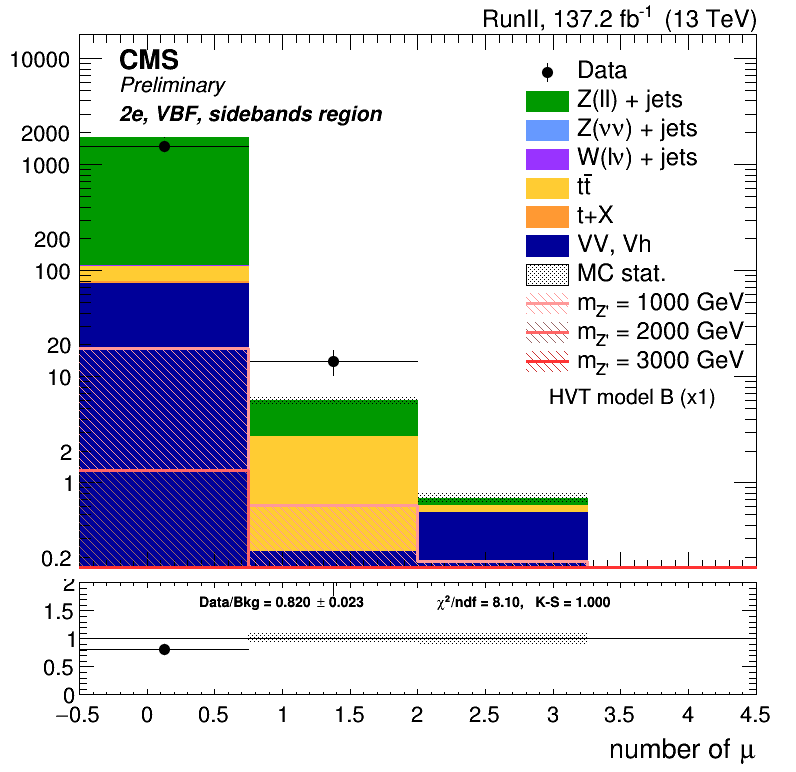 RunII, 137.2 fb⁻¹ (13 TeV)
CMS
Preliminary
2e, VBF, sidebands region
Data
Z(ll) + jets
Z(νν) + jets
W(lν) + jets
tt̄
t+X
VV, Vh
MC stat.
m_Z' = 1000 GeV
m_Z' = 2000 GeV
m_Z' = 3000 GeV
HVT model B (x1)
10000
2000
1000
200
100
20
10
2
1
0.2
2
1.5
1
0.5
0
Data/Bkg = 0.820 ± 0.023
χ²/ndf = 8.10, K-S = 1.000
−0.5 0 0.5 1 1.5 2 2.5 3 3.5 4 4.5
number of μ